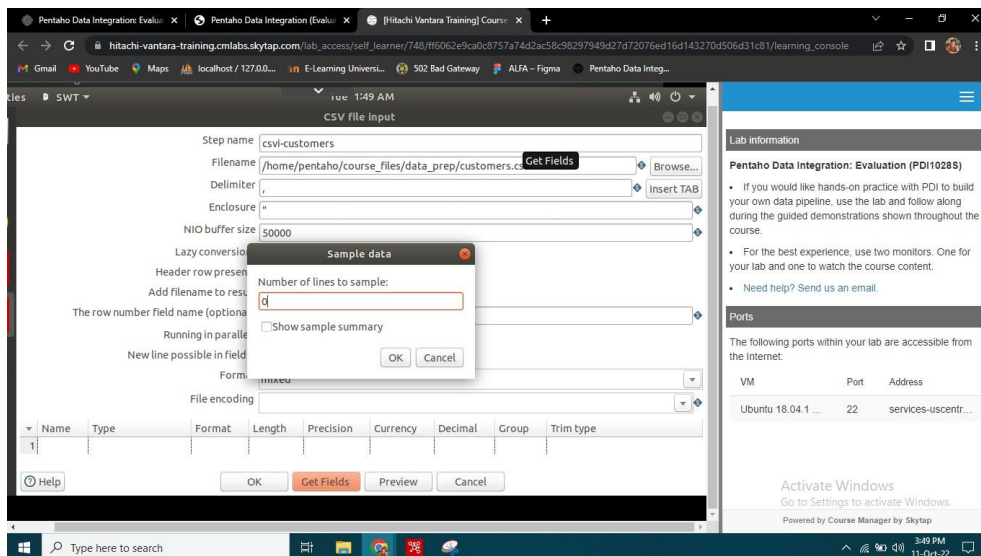 Pentaho Data Integration: Evalua
Pentaho Data Integration (Evalua
[Hitachi Vantara Training] Course
hitachi-vantara-training.cmlabs.skytap.com/lab_access/self_learner/748/ff6062e9ca0c8757a74d2ac58c98297949d27d72076ed16d143270d506d31c81/learning_console
Gmail YouTube Maps localhost / 127.0.0.... E-Learning Universi... 502 Bad Gateway ALFA – Figma Pentaho Data Integ...
SWT
Tue 1:49 AM
CSV file input
Step name csvi-customers
Filename /home/pentaho/course_files/data_prep/customers.cs
Get Fields
Browse...
Delimiter ,
Insert TAB
Enclosure "
NIO buffer size 50000
Lazy conversion
Header row presen
Add filename to resu
The row number field name (optiona
Running in paralle
New line possible in field
Forma mixed
File encoding
Sample data
Number of lines to sample:
0
Show sample summary
OK Cancel
Name Type Format Length Precision Currency Decimal Group Trim type
1
Help OK Get Fields Preview Cancel
Lab information
Pentaho Data Integration: Evaluation (PDI1028S)
• If you would like hands-on practice with PDI to build
your own data pipeline, use the lab and follow along
during the guided demonstrations shown throughout the
course.
• For the best experience, use two monitors. One for
your lab and one to watch the course content.
• Need help? Send us an email.
Ports
The following ports within your lab are accessible from
the Internet:
VM Port Address
Ubuntu 18.04.1 ... 22 services-uscentr...
Activate Windows
Go to Settings to activate Windows.
Powered by Course Manager by Skytap
Type here to search
3:49 PM
11-Oct-22